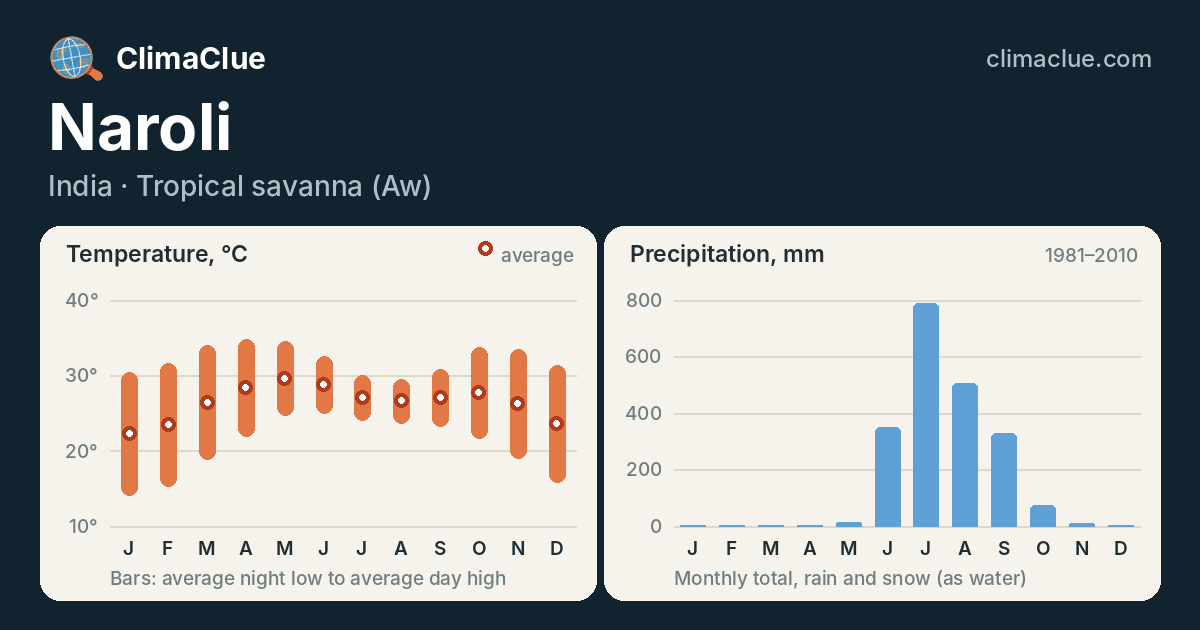 ClimaClue
climaclue.com
Naroli
India · Tropical savanna (Aw)
Temperature, °C
average
40°
30°
20°
10°
J F M A M J J A S O N D
Bars: average night low to average day high
Precipitation, mm
1981–2010
800
600
400
200
0
J F M A M J J A S O N D
Monthly total, rain and snow (as water)